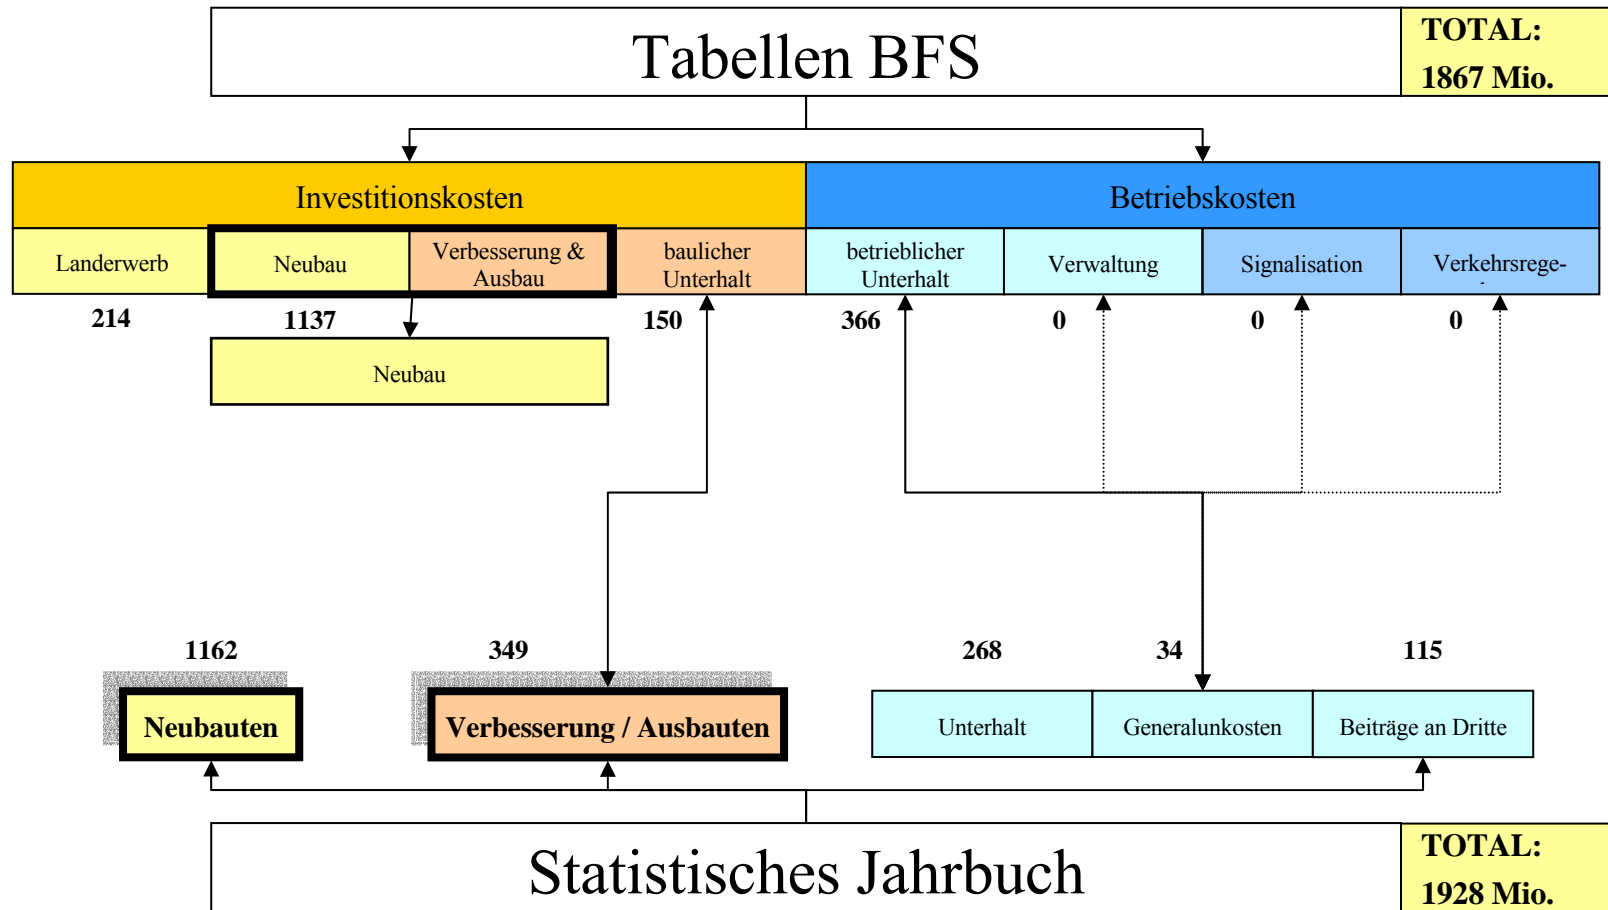 Tabellen BFS
TOTAL:
1867 Mio.
Investitionskosten
Betriebskosten
Landerwerb
Neubau
Verbesserung &
Ausbau
baulicher
Unterhalt
betrieblicher
Unterhalt
Verwaltung
Signalisation
Verkehrsrege-
214
1137
150
366
0
0
0
Neubau
1162
349
268
34
115
Neubauten
Verbesserung / Ausbauten
Unterhalt
Generalunkosten
Beiträge an Dritte
Statistisches Jahrbuch
TOTAL:
1928 Mio.